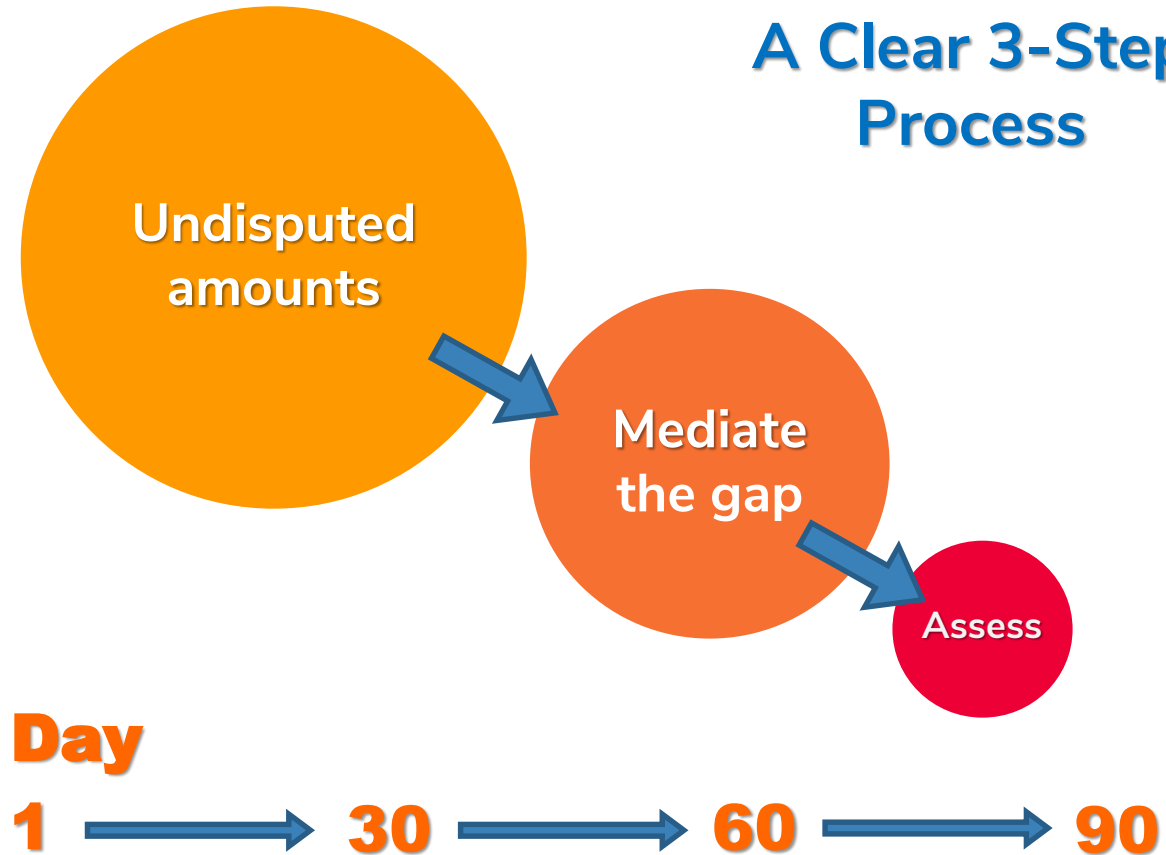 A Clear 3-Step
Process
Undisputed
amounts
Mediate
the gap
Assess
Day
1 30 60 90